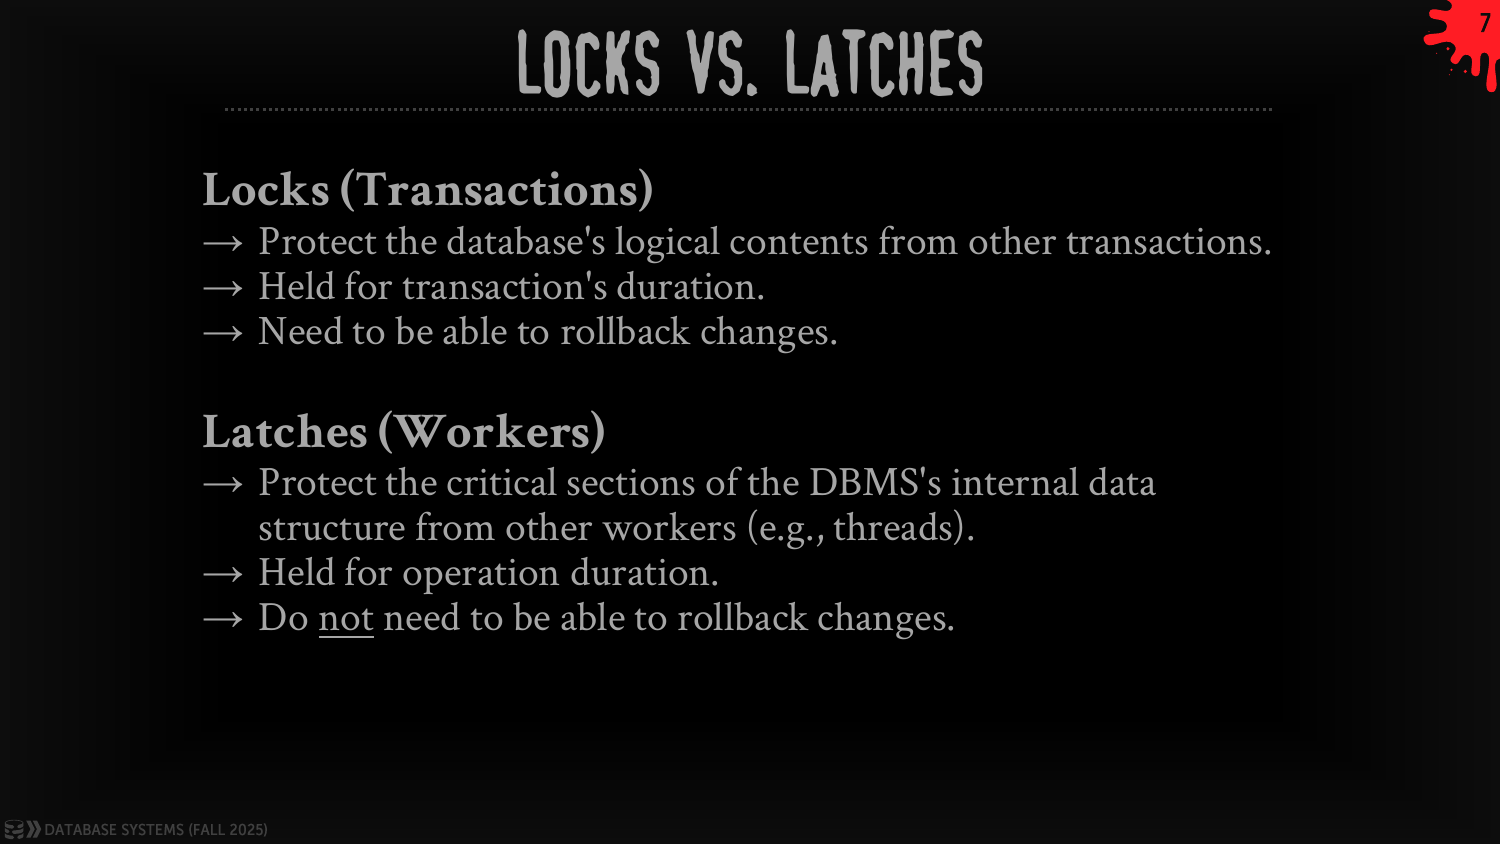 7
LOCKS VS. LATCHES
Locks (Transactions)
→ Protect the database's logical contents from other transactions.
→ Held for transaction's duration.
→ Need to be able to rollback changes.
Latches (Workers)
→ Protect the critical sections of the DBMS's internal data
structure from other workers (e.g., threads).
→ Held for operation duration.
→ Do not need to be able to rollback changes.
DATABASE SYSTEMS (FALL 2025)